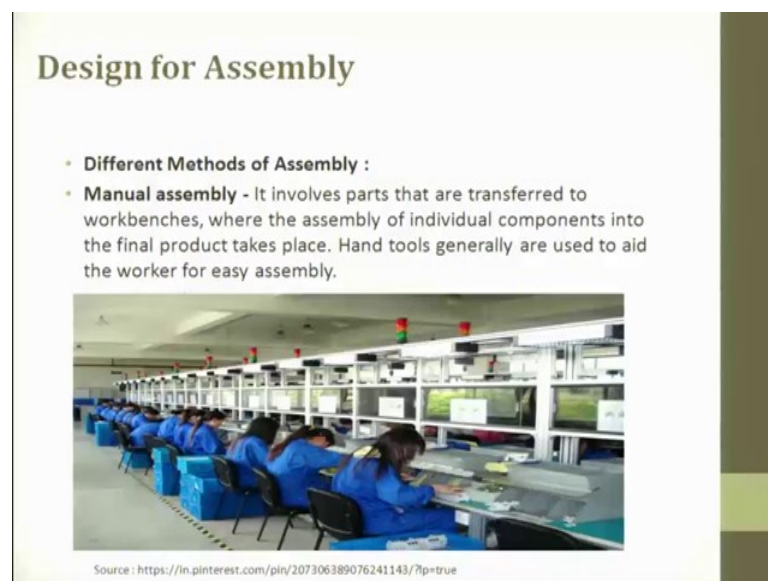 Design for Assembly
Different Methods of Assembly :
Manual assembly - It involves parts that are transferred to
workbenches, where the assembly of individual components into
the final product takes place. Hand tools generally are used to aid
the worker for easy assembly.
Source : https://in.pinterest.com/pin/207306389076241143/?lp=true